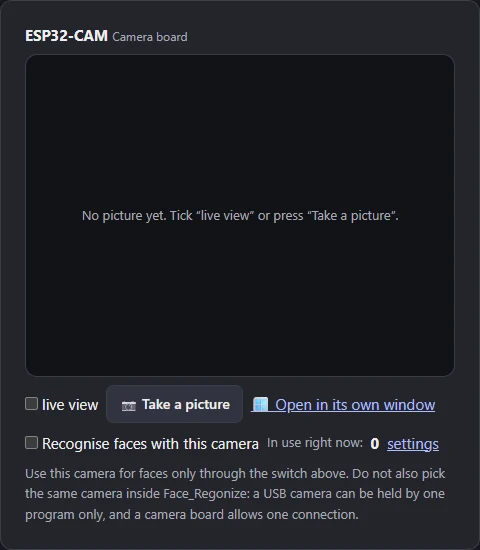 ESP32-CAM Camera board
No picture yet. Tick “live view” or press “Take a picture”.
live view Take a picture Open in its own window
Recognise faces with this camera In use right now: 0 settings
Use this camera for faces only through the switch above. Do not also pick
the same camera inside Face_Regonize: a USB camera can be held by one
program only, and a camera board allows one connection.